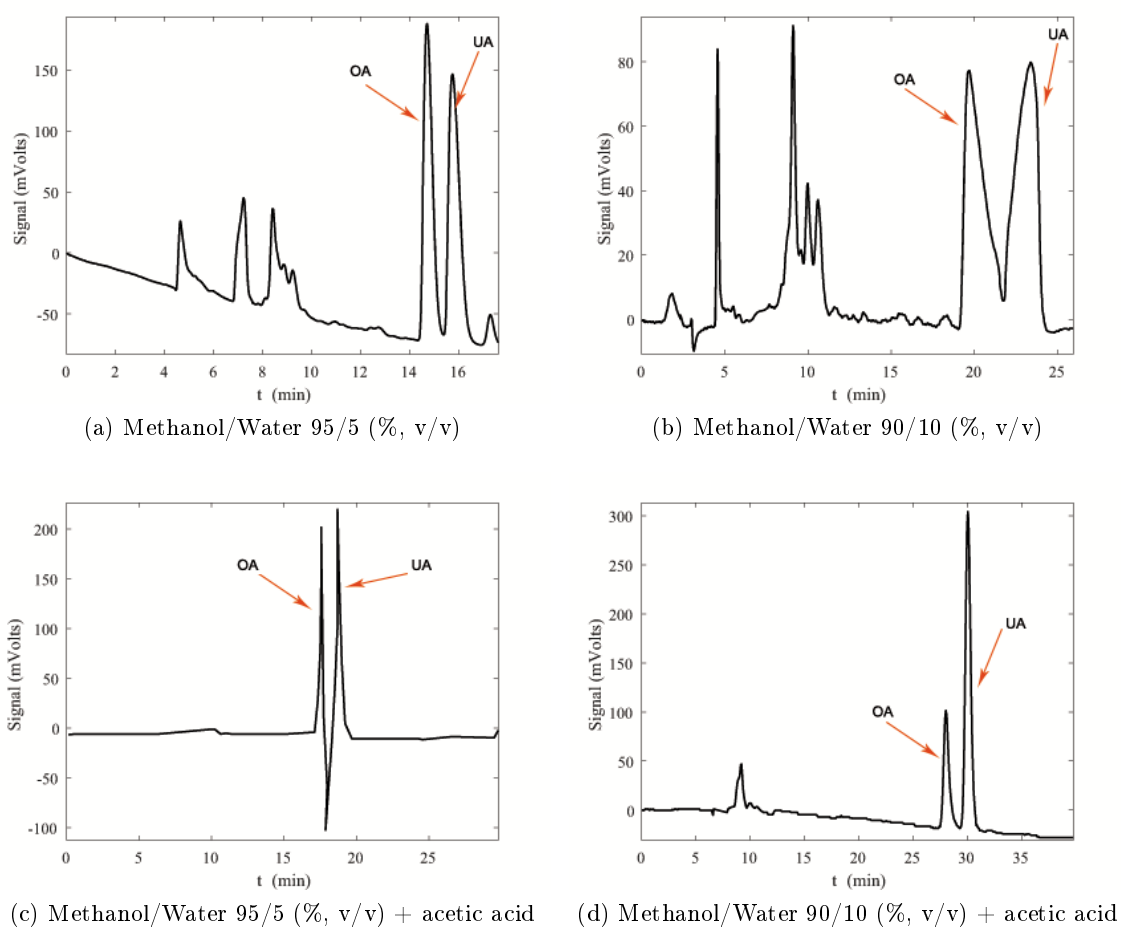 OA
UA
150
100
50
0
-50
Signal (mVolts)
0 2 4 6 8 10 12 14 16
t (min)
(a) Methanol/Water 95/5 (%, v/v)
OA
UA
80
60
40
20
0
Signal (mVolts)
0 5 10 15 20 25
t (min)
(b) Methanol/Water 90/10 (%, v/v)
OA
UA
200
150
100
50
0
-50
-100
Signal (mVolts)
0 5 10 15 20 25
t (min)
(c) Methanol/Water 95/5 (%, v/v) + acetic acid
OA
UA
300
250
200
150
100
50
0
Signal (mVolts)
0 5 10 15 20 25 30 35
t (min)
(d) Methanol/Water 90/10 (%, v/v) + acetic acid